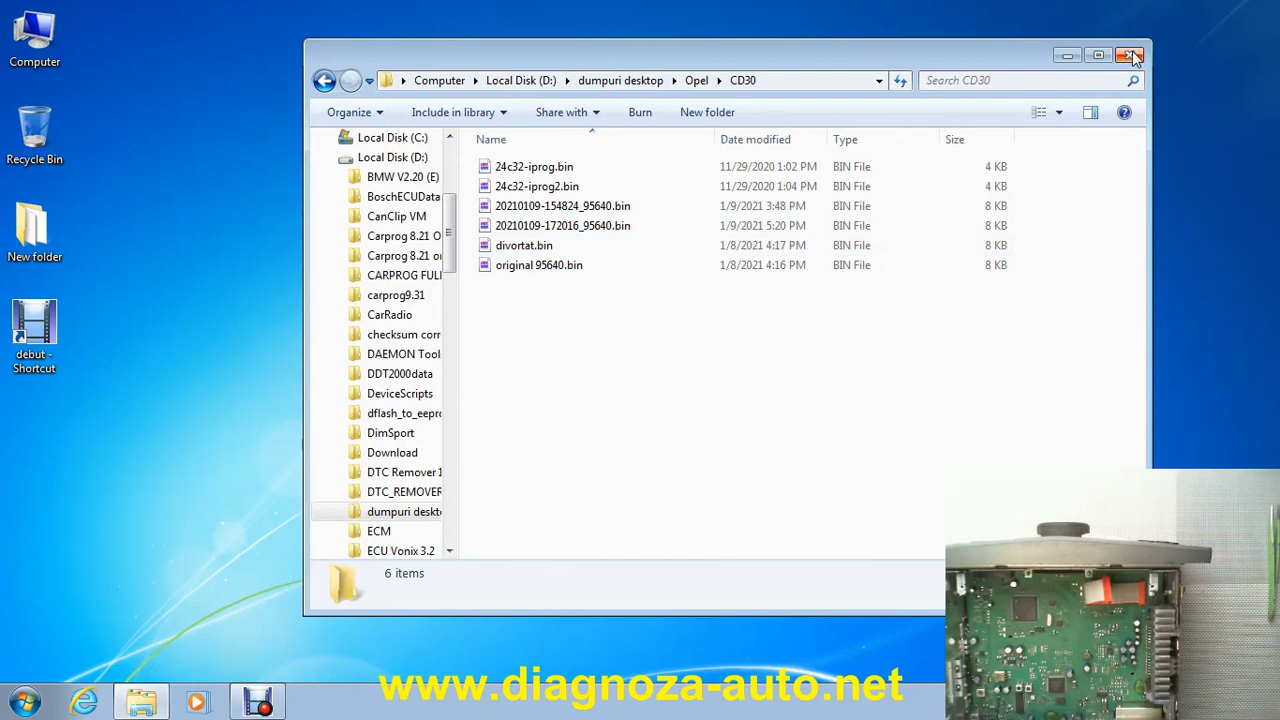 Computer
Recycle Bin
New folder
debut -
Shortcut
Computer Local Disk (D:) dumpuri desktop Opel CD30
Search CD30
Organize Include in library Share with Burn New folder
Local Disk (C:)
Local Disk (D:)
BMW V2.20 (E)
BoschECUData
CanClip VM
Carprog 8.21 O
Carprog 8.21 or
CARPROG FULL
carprog9.31
CarRadio
checksum corr
DAEMON Tool
DDT2000data
DeviceScripts
dflash_to_eepro
DimSport
Download
DTC Remover 1
DTC_REMOVER
dumpuri deskto
ECM
ECU Vonix 3.2
Name Date modified Type Size
24c32-iprog.bin 11/29/2020 1:02 PM BIN File 4 KB
24c32-iprog2.bin 11/29/2020 1:04 PM BIN File 4 KB
20210109-154824_95640.bin 1/9/2021 3:48 PM BIN File 8 KB
20210109-172016_95640.bin 1/9/2021 5:20 PM BIN File 8 KB
divortat.bin 1/8/2021 4:17 PM BIN File 8 KB
original 95640.bin 1/8/2021 4:16 PM BIN File 8 KB
6 items
www.diagnoza-auto.net